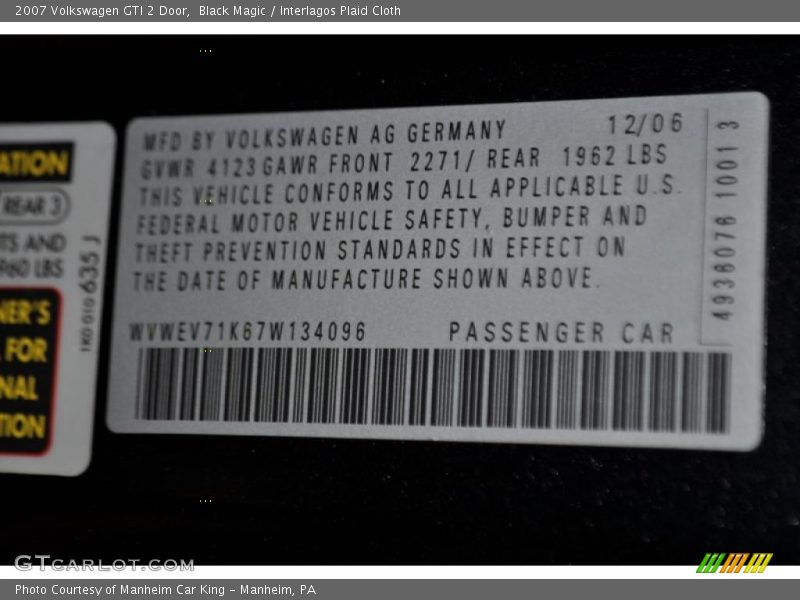 2007 Volkswagen GTI 2 Door,  Black Magic / Interlagos Plaid Cloth
ATION
REAR 3
TS AND
960 LBS
NER'S
FOR
NAL
TION
1K0 010 635 J
MFD BY VOLKSWAGEN AG GERMANY 12/06
GVWR 4123 GAWR FRONT 2271/ REAR 1962 LBS
THIS VEHICLE CONFORMS TO ALL APPLICABLE U.S.
FEDERAL MOTOR VEHICLE SAFETY, BUMPER AND
THEFT PREVENTION STANDARDS IN EFFECT ON
THE DATE OF MANUFACTURE SHOWN ABOVE.
WVWEV71K67W134096 PASSENGER CAR
4936076 1001 3
GTCARLOT.COM
Photo Courtesy of Manheim Car King – Manheim, PA